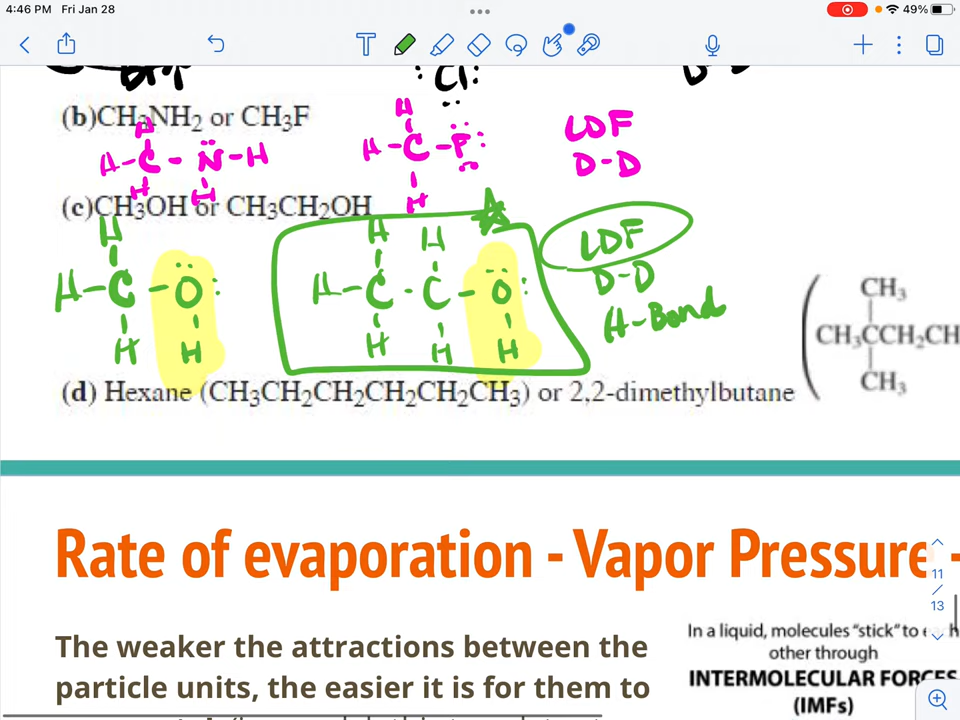 4:46 PM Fri Jan 28
49%
T
Cl
(b)CH3NH2 or CH3F
H H
H-C-N-H H-C-F
H H H
LDF
D-D
(c)CH3OH or CH3CH2OH
H H H
H-C-O H-C-C-O
H H H H H
LDF
D-D
H-Bond
CH3
CH3CCH2CH
CH3
(d) Hexane (CH3CH2CH2CH2CH2CH3) or 2,2-dimethylbutane
Rate of evaporation - Vapor Pressure -
11
/
13
The weaker the attractions between the
particle units, the easier it is for them to
In a liquid, molecules “stick” to each
other through
INTERMOLECULAR FORCES
(IMFs)